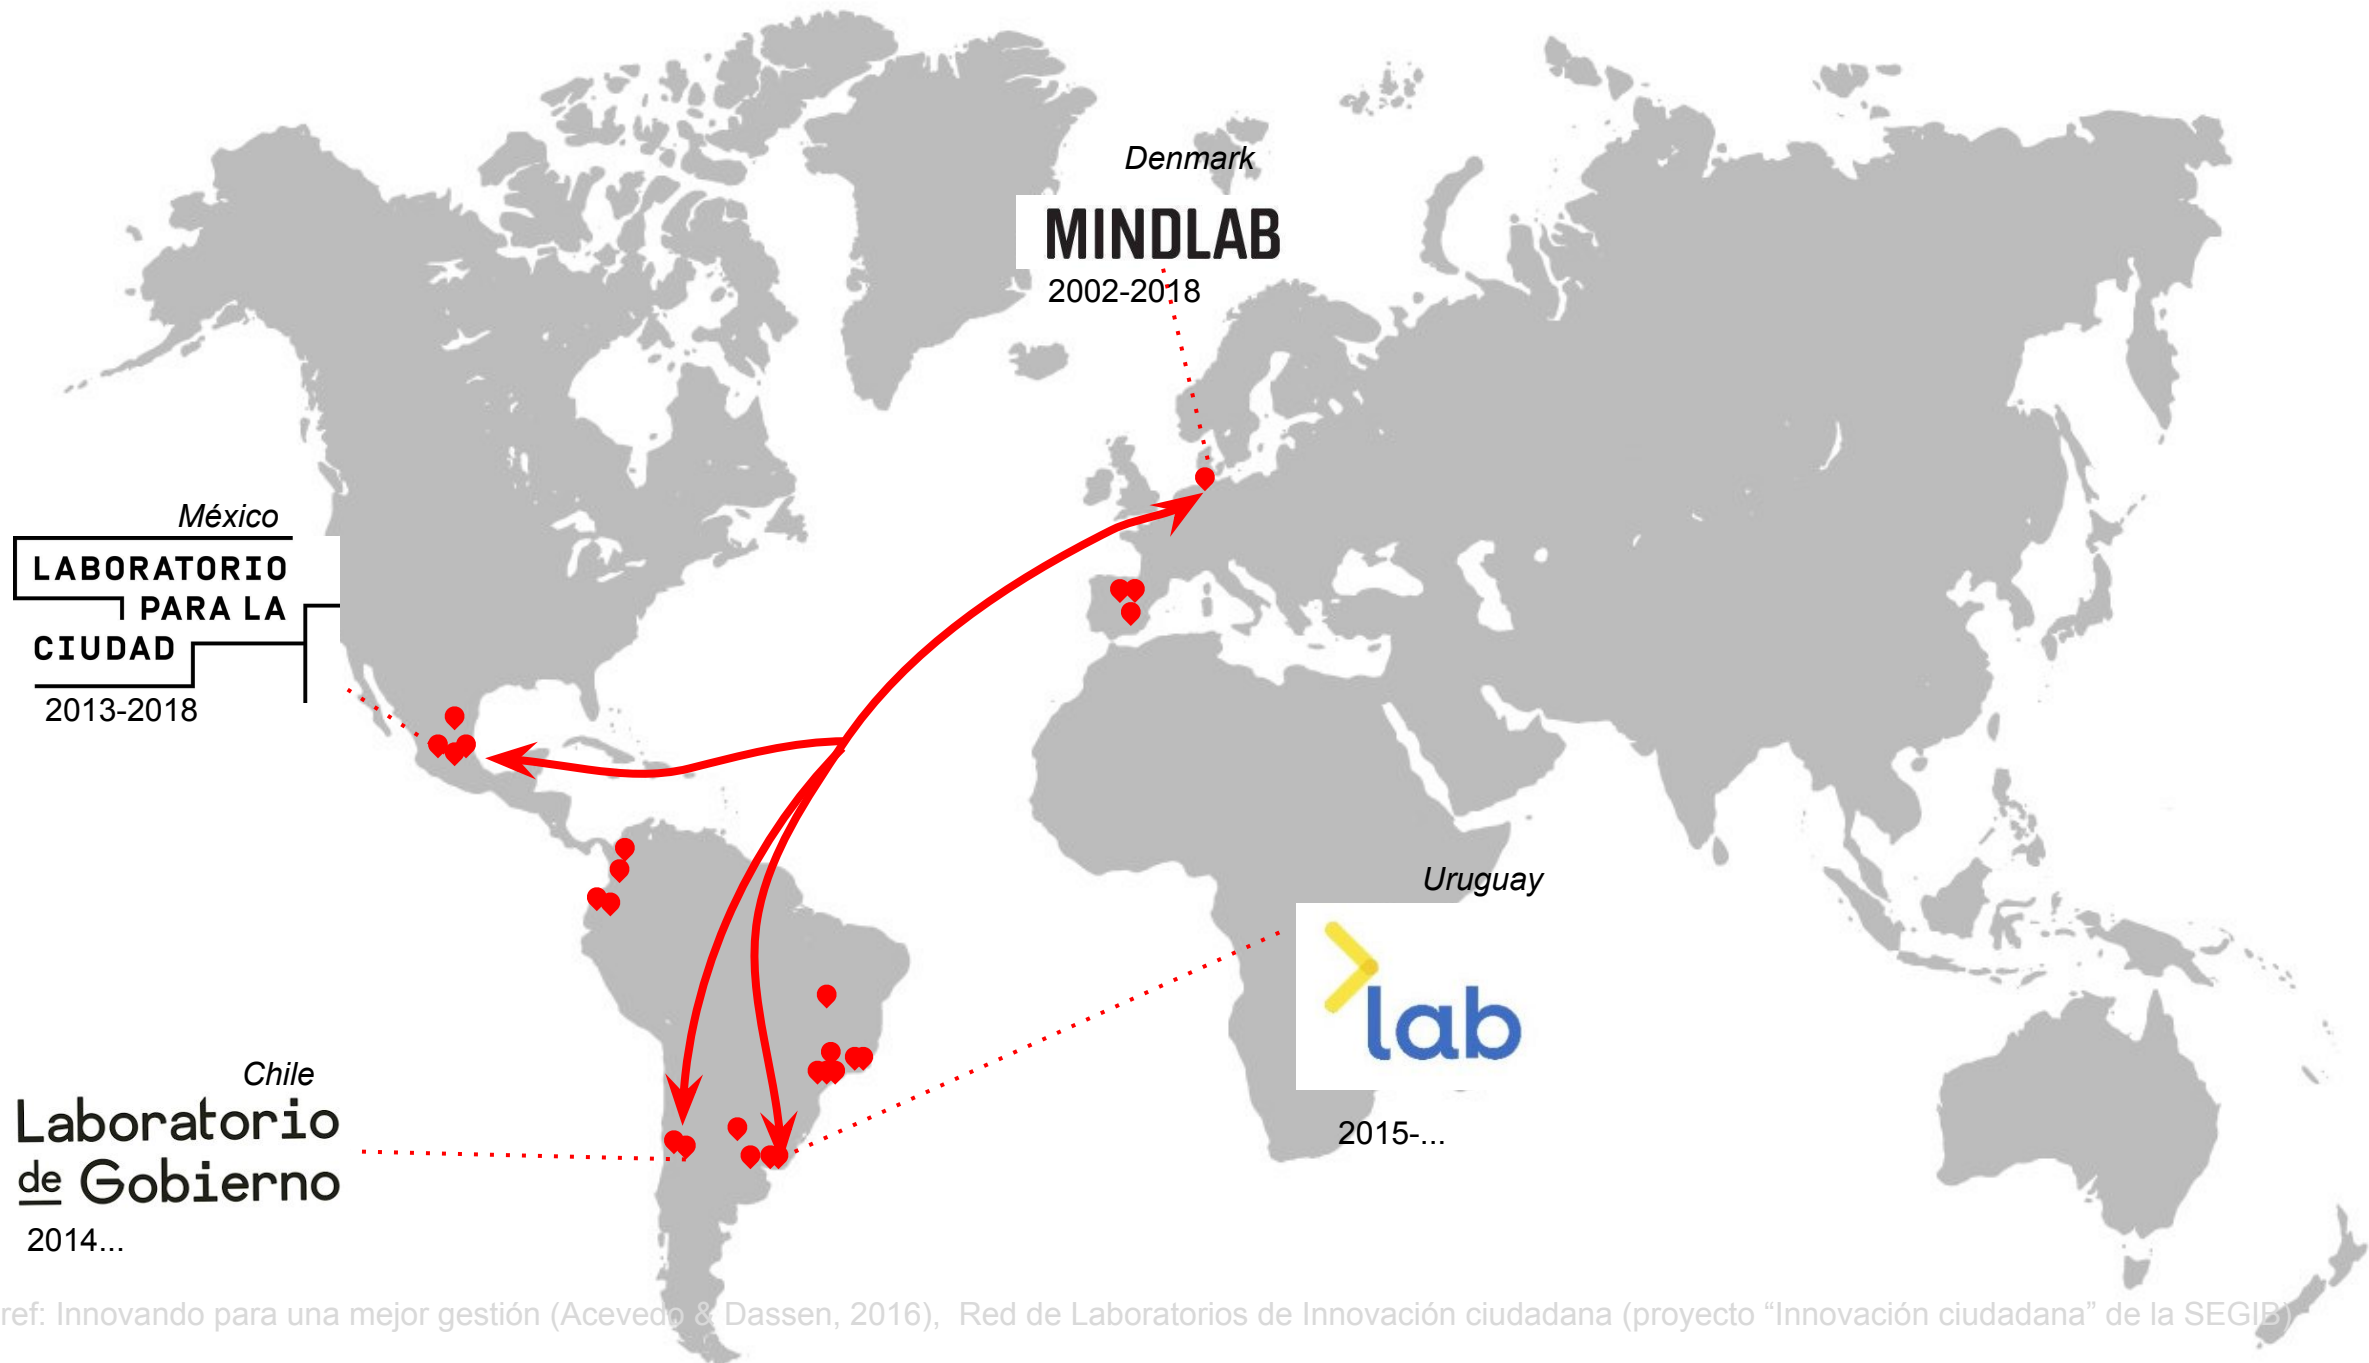 Denmark
MINDLAB
2002-2018
México
LABORATORIO
PARA LA
CIUDAD
2013-2018
Uruguay
lab
2015-...
Chile
Laboratorio
de Gobierno
2014...
ref: Innovando para una mejor gestión (Acevedo & Dassen, 2016), Red de Laboratorios de Innovación ciudadana (proyecto “Innovación ciudadana” de la SEGIB)